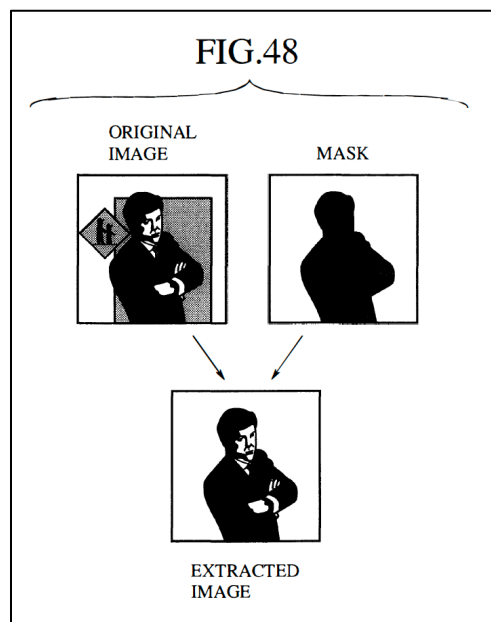 FIG.48
ORIGINAL
IMAGE
MASK
EXTRACTED
IMAGE